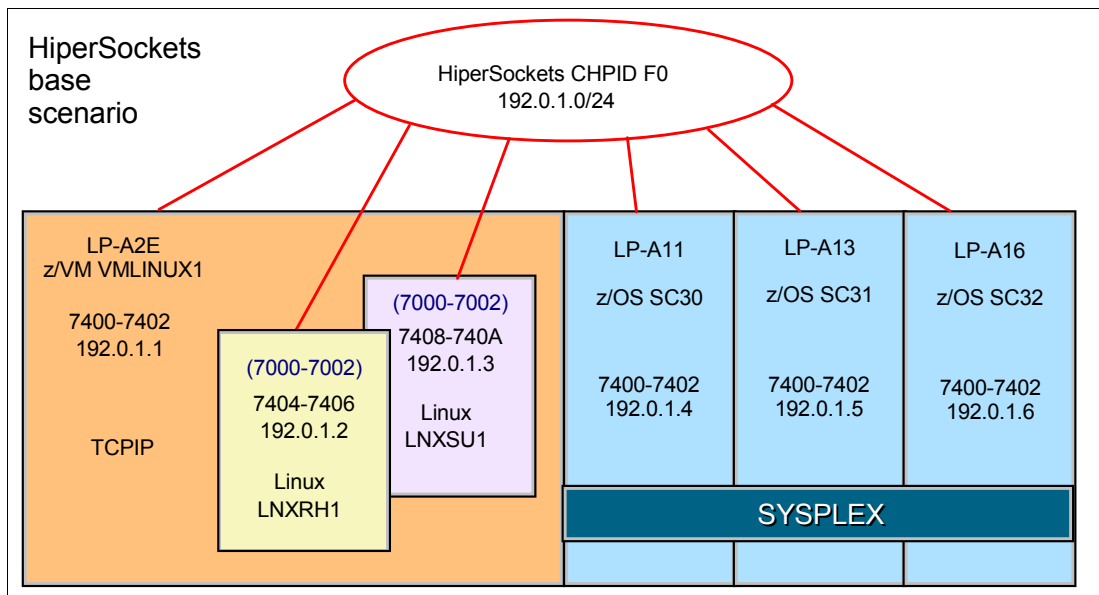 HiperSockets
base
scenario
HiperSockets CHPID F0
192.0.1.0/24
LP-A2E
z/VM VMLINUX1
7400-7402
192.0.1.1
TCPIP
(7000-7002)
7404-7406
192.0.1.2
Linux
LNXRH1
(7000-7002)
7408-740A
192.0.1.3
Linux
LNXSU1
LP-A11
z/OS SC30
7400-7402
192.0.1.4
LP-A13
z/OS SC31
7400-7402
192.0.1.5
LP-A16
z/OS SC32
7400-7402
192.0.1.6
SYSPLEX